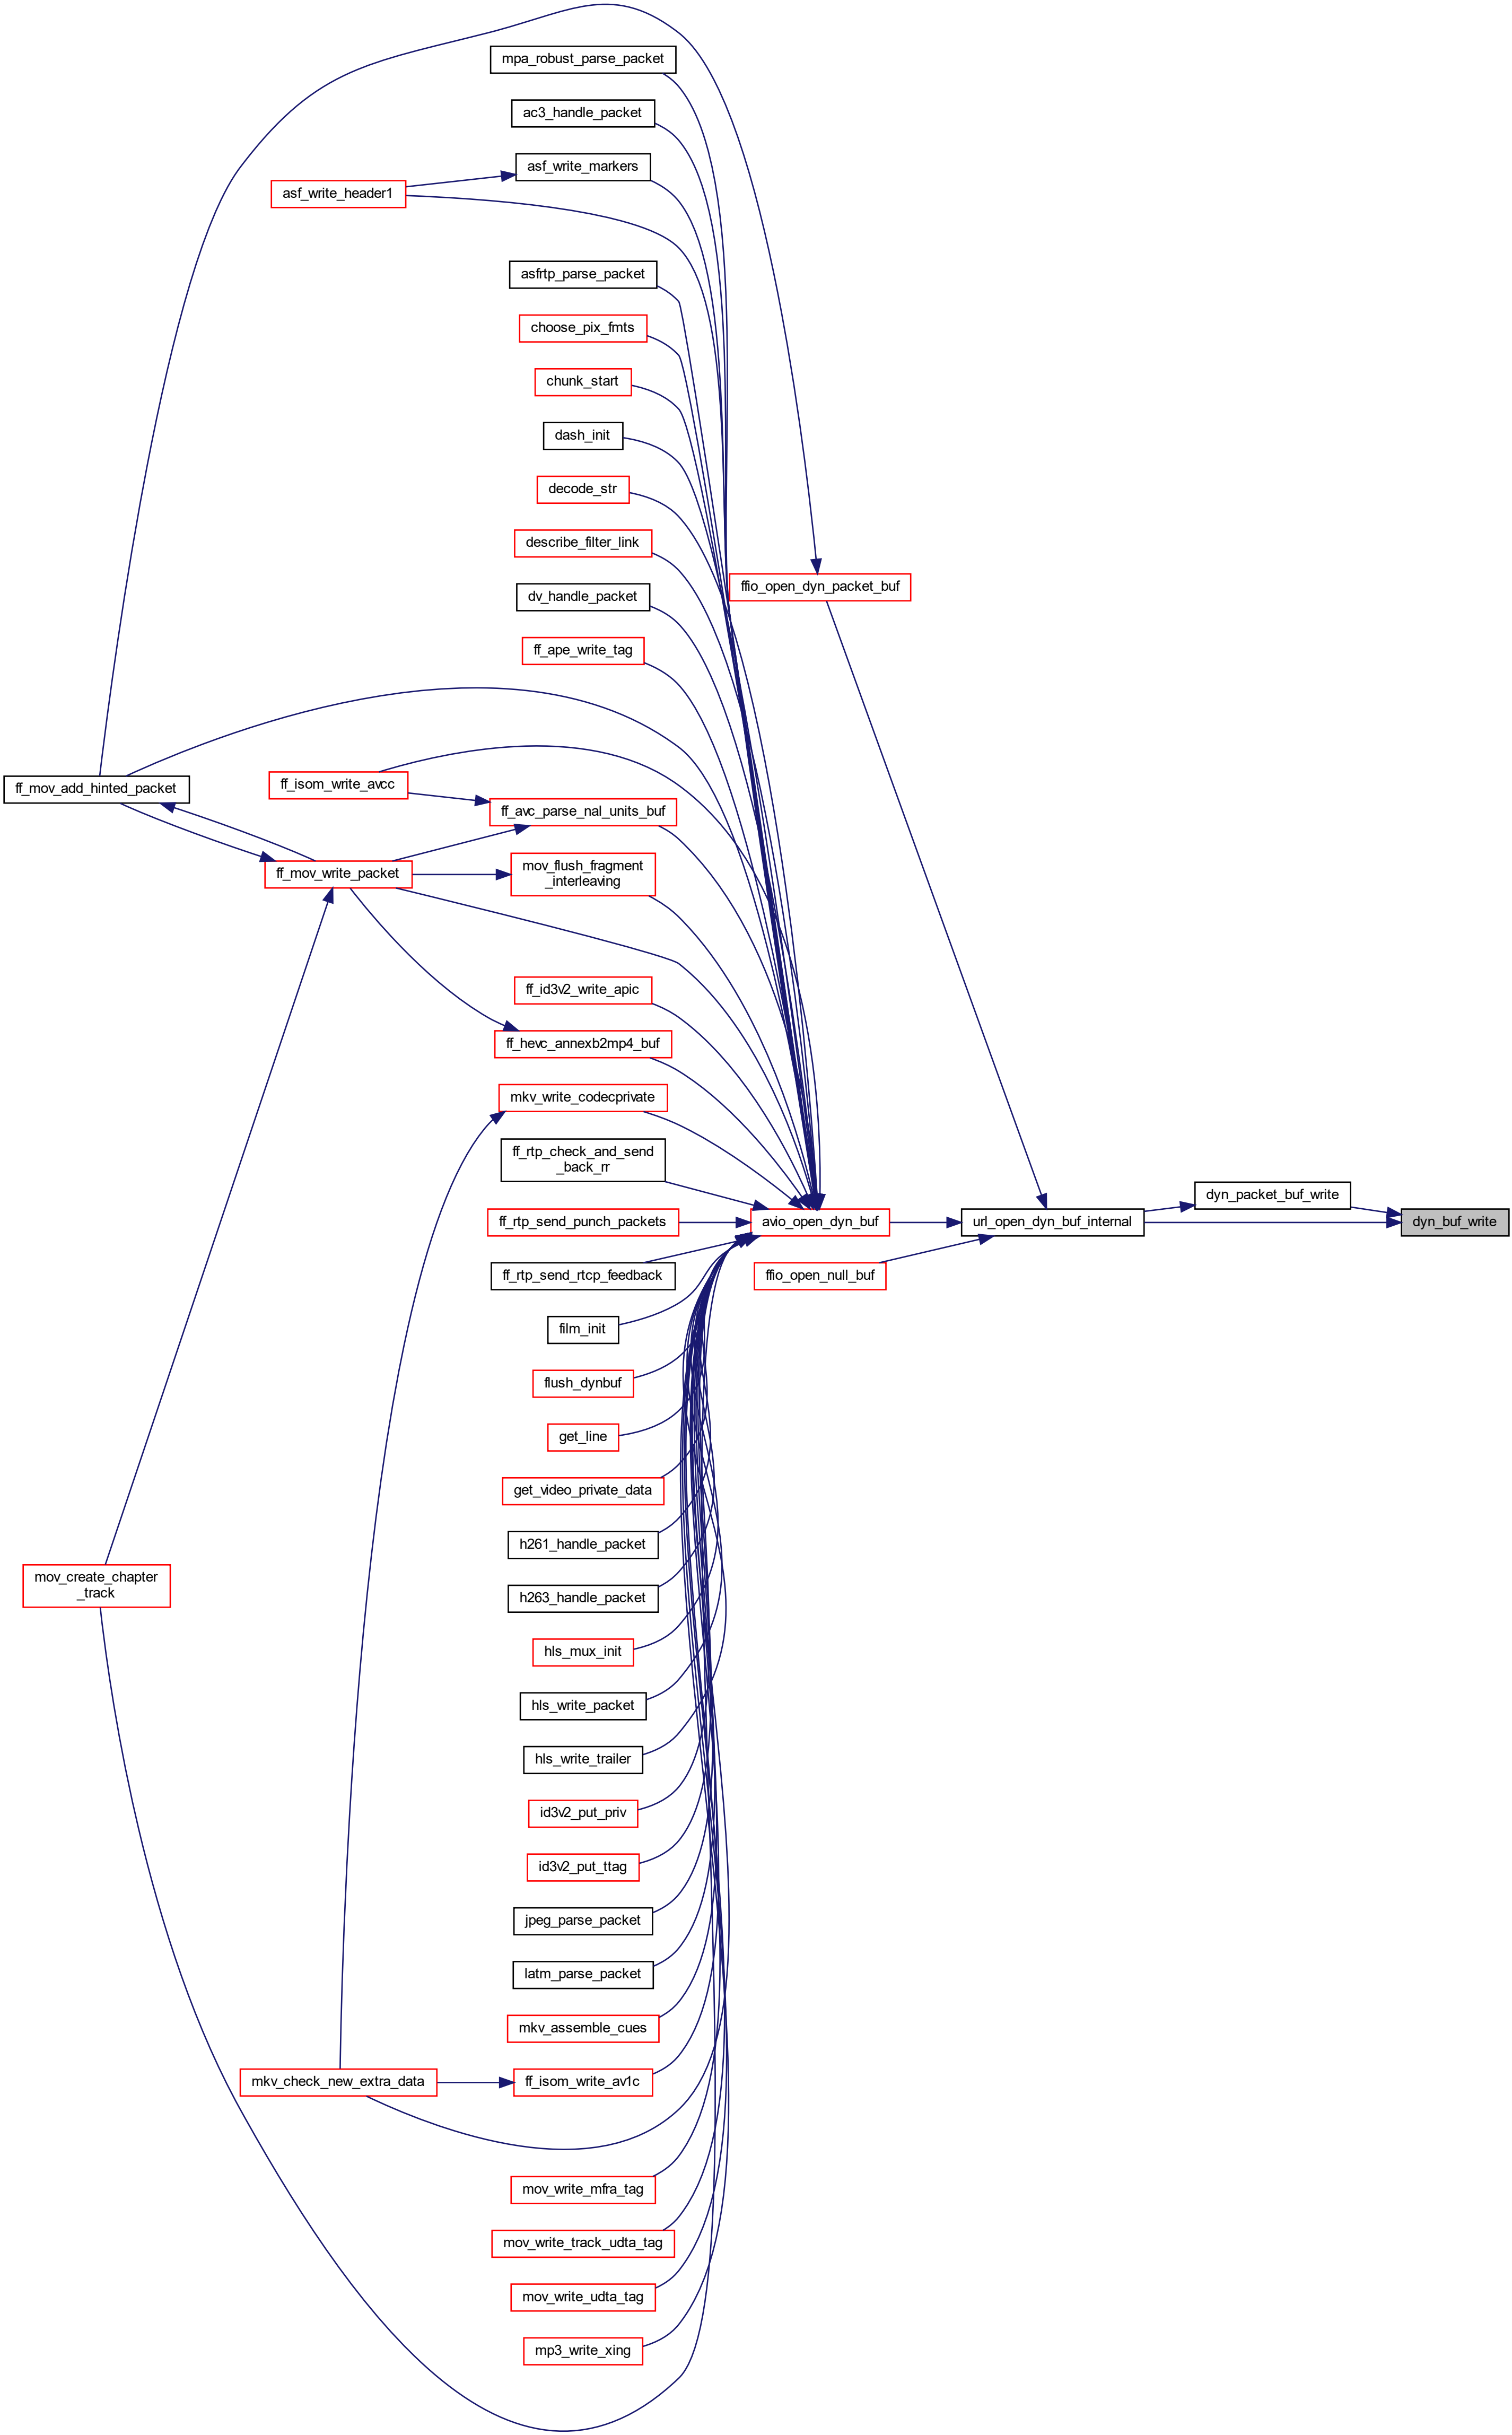 mpa_robust_parse_packet
ac3_handle_packet
asf_write_markers
asf_write_header1
asfrtp_parse_packet
choose_pix_fmts
chunk_start
dash_init
decode_str
describe_filter_link
ffio_open_dyn_packet_buf
dv_handle_packet
ff_ape_write_tag
ff_mov_add_hinted_packet
ff_isom_write_avcc
ff_avc_parse_nal_units_buf
ff_mov_write_packet
mov_flush_fragment
_interleaving
ff_id3v2_write_apic
ff_hevc_annexb2mp4_buf
mkv_write_codecprivate
ff_rtp_check_and_send
_back_rr
dyn_packet_buf_write
ff_rtp_send_punch_packets
avio_open_dyn_buf
url_open_dyn_buf_internal
dyn_buf_write
ff_rtp_send_rtcp_feedback
ffio_open_null_buf
film_init
flush_dynbuf
get_line
get_video_private_data
h261_handle_packet
mov_create_chapter
_track
h263_handle_packet
hls_mux_init
hls_write_packet
hls_write_trailer
id3v2_put_priv
id3v2_put_ttag
jpeg_parse_packet
latm_parse_packet
mkv_assemble_cues
mkv_check_new_extra_data
ff_isom_write_av1c
mov_write_mfra_tag
mov_write_track_udta_tag
mov_write_udta_tag
mp3_write_xing